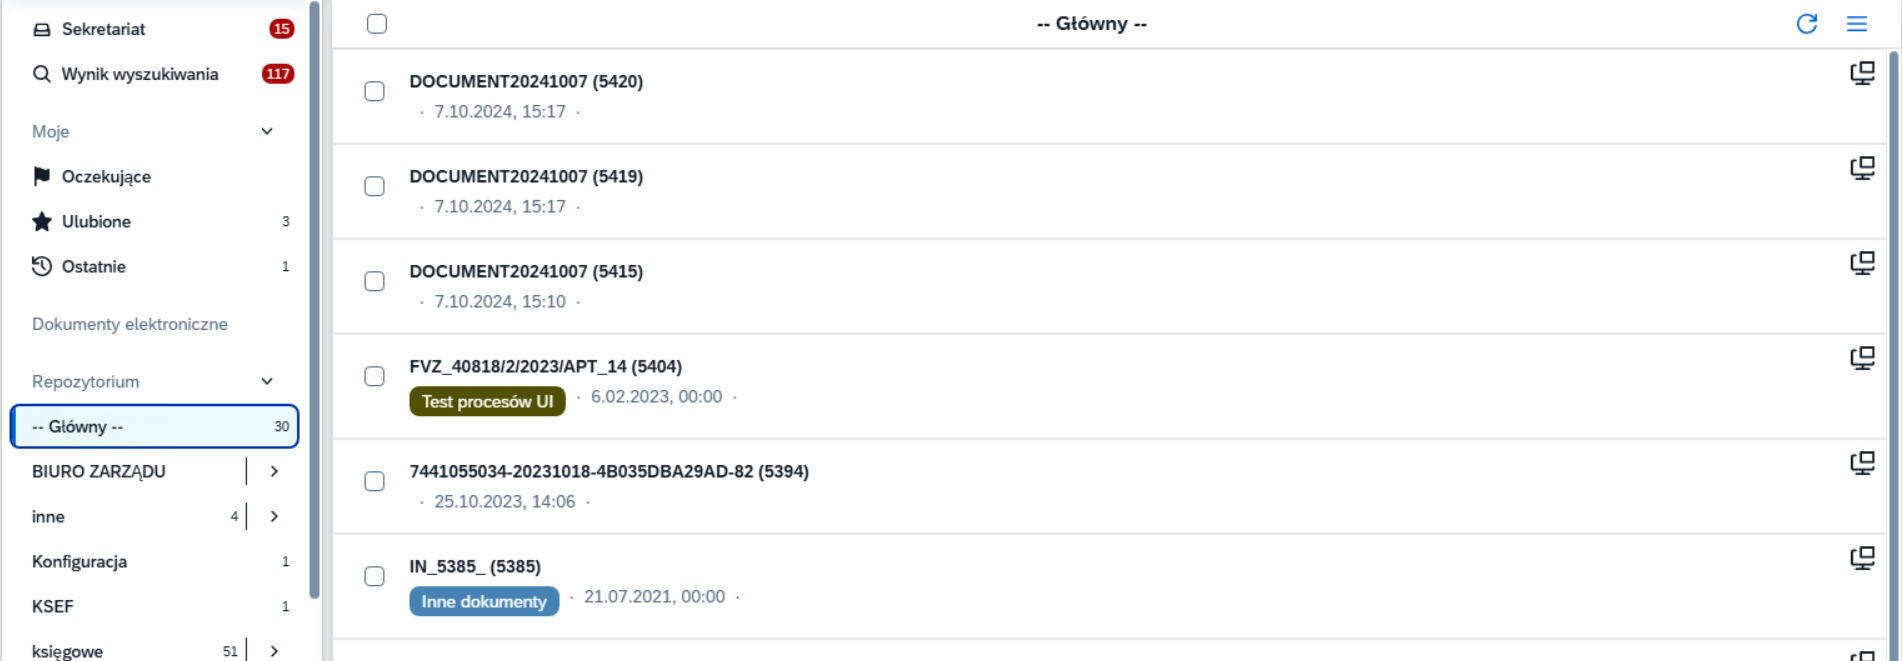 Sekretariat 15
Wynik wyszukiwania 117
Moje
Oczekujące
Ulubione 3
Ostatnie 1
Dokumenty elektroniczne
Repozytorium
-- Główny -- 30
BIURO ZARZĄDU
inne 4
Konfiguracja 1
KSEF 1
księgowe 51
-- Główny --
DOCUMENT20241007 (5420)
· 7.10.2024, 15:17 ·
DOCUMENT20241007 (5419)
· 7.10.2024, 15:17 ·
DOCUMENT20241007 (5415)
· 7.10.2024, 15:10 ·
FVZ_40818/2/2023/APT_14 (5404)
Test procesów UI · 6.02.2023, 00:00 ·
7441055034-20231018-4B035DBA29AD-82 (5394)
· 25.10.2023, 14:06 ·
IN_5385_ (5385)
Inne dokumenty · 21.07.2021, 00:00 ·